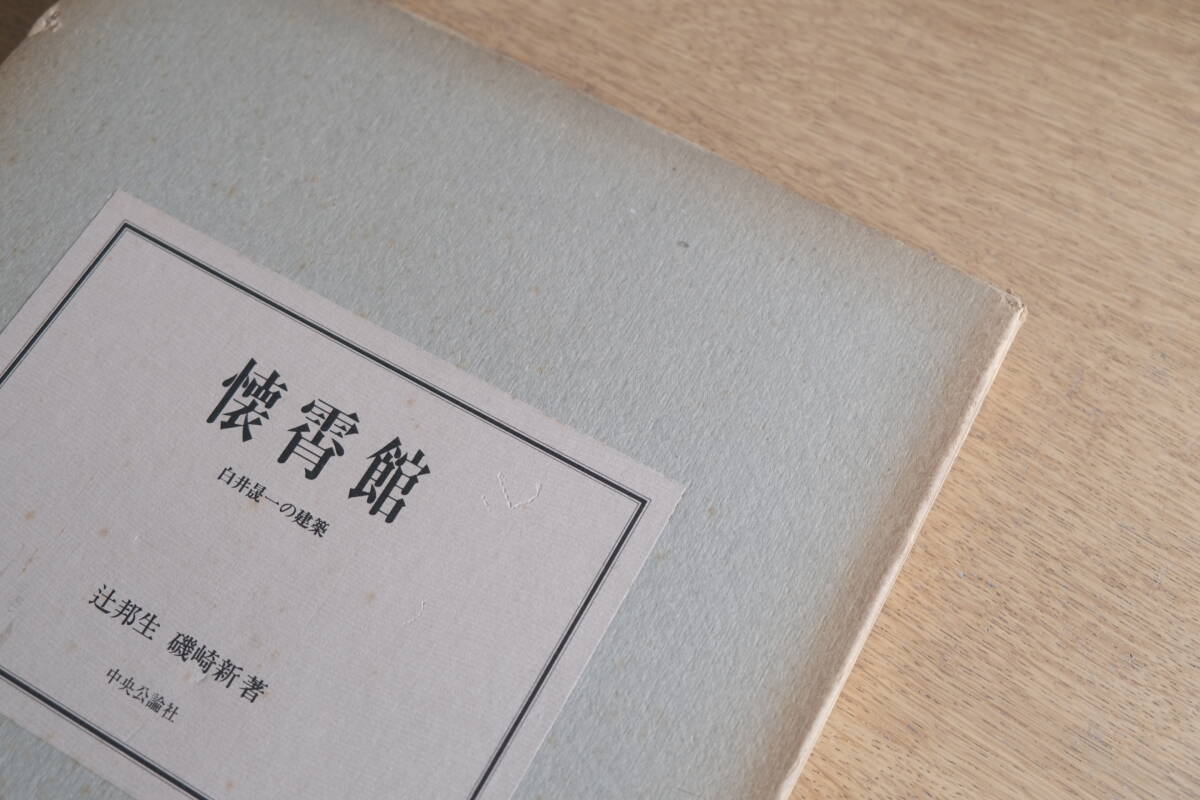 懐霄館
白井晟一の建築
辻邦生 磯崎新著
中央公論社